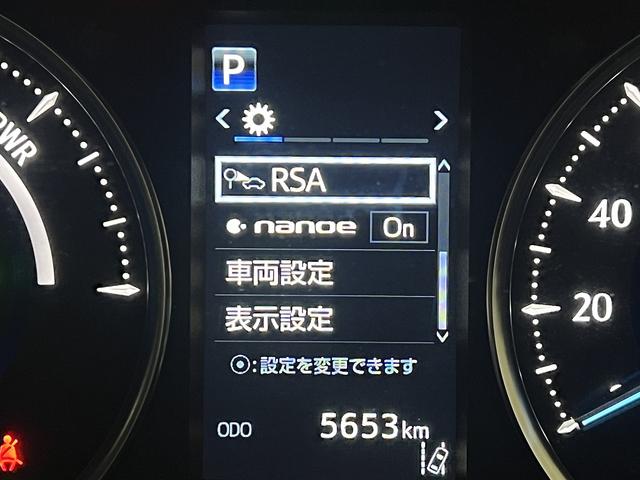 PWR
P
RSA
nanoe On
車両設定
表示設定
:設定を変更できます
ODO 5653km
40
20